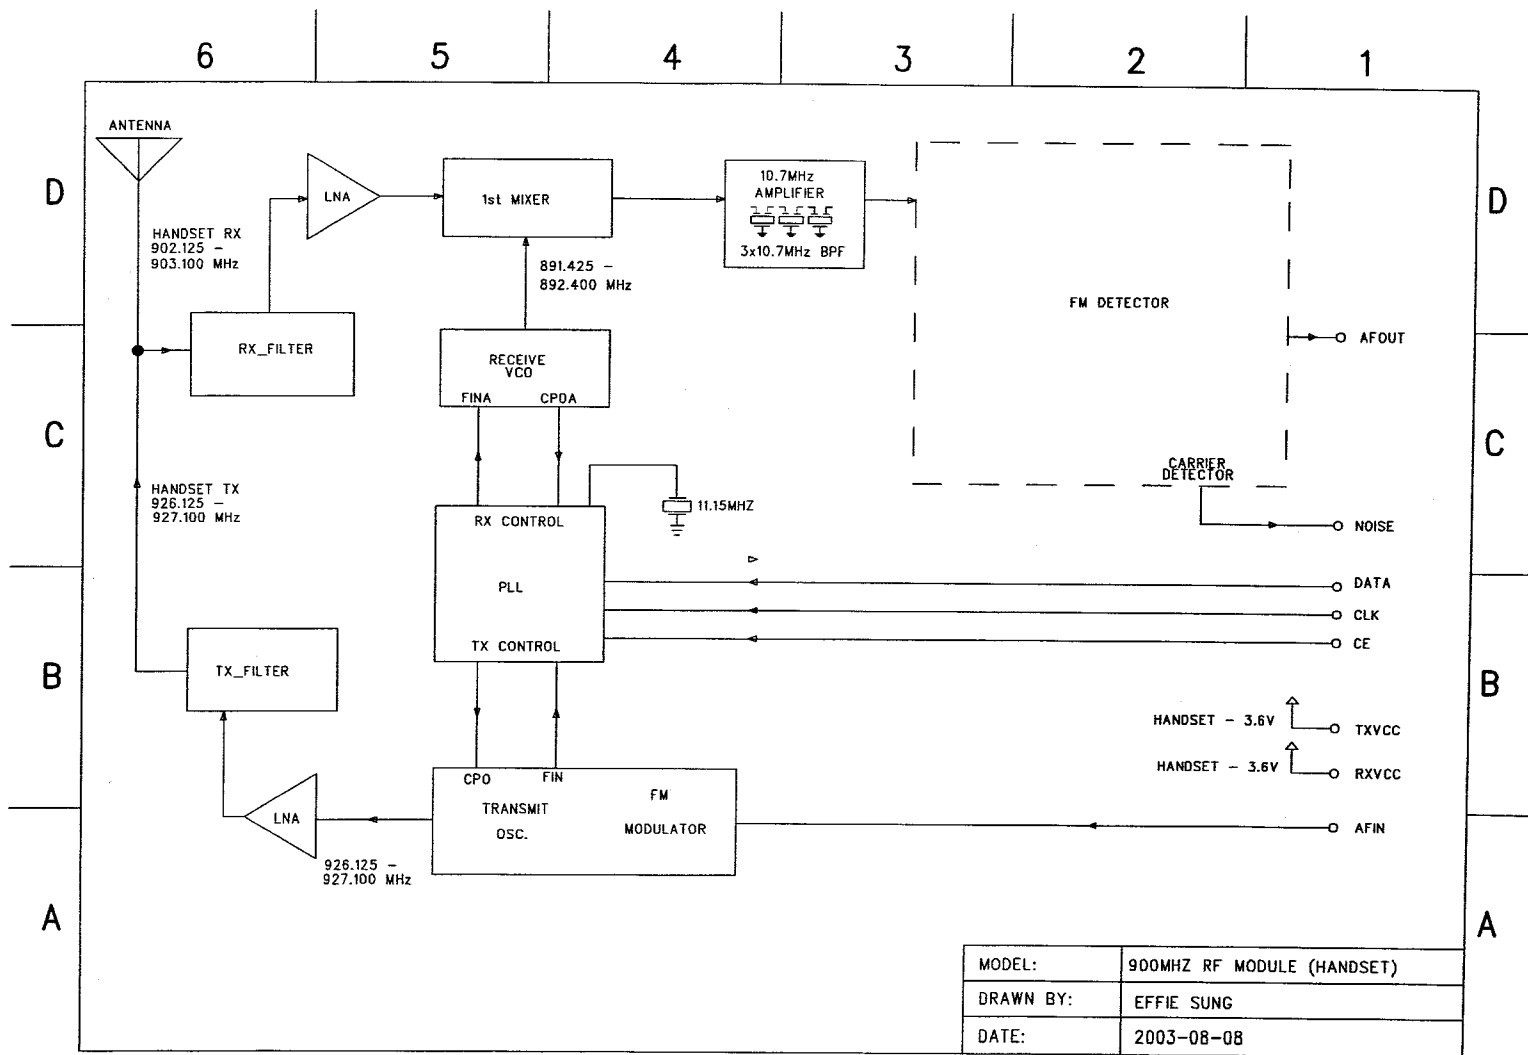 6 5 4 3 2 1
ANTENNA
D
D
LNA
1st MIXER
10.7MHz
AMPLIFIER
3x10.7MHz BPF
HANDSET RX
902.125 -
903.100 MHz
891.425 -
892.400 MHz
FM DETECTOR
RX_FILTER
RECEIVE
VCO
FINA CPDA
AFOUT
C
C
CARRIER
DETECTOR
HANDSET TX
926.125 -
927.100 MHz
11.15MHZ
RX CONTROL
NOISE
PLL
DATA
CLK
TX CONTROL
CE
TX_FILTER
B
B
HANDSET - 3.6V
TXVCC
HANDSET - 3.6V
RXVCC
CPO FIN
TRANSMIT
OSC.
FM
MODULATOR
LNA
AFIN
926.125 -
927.100 MHz
A
A
MODEL: 900MHZ RF MODULE (HANDSET)
DRAWN BY: EFFIE SUNG
DATE: 2003-08-08